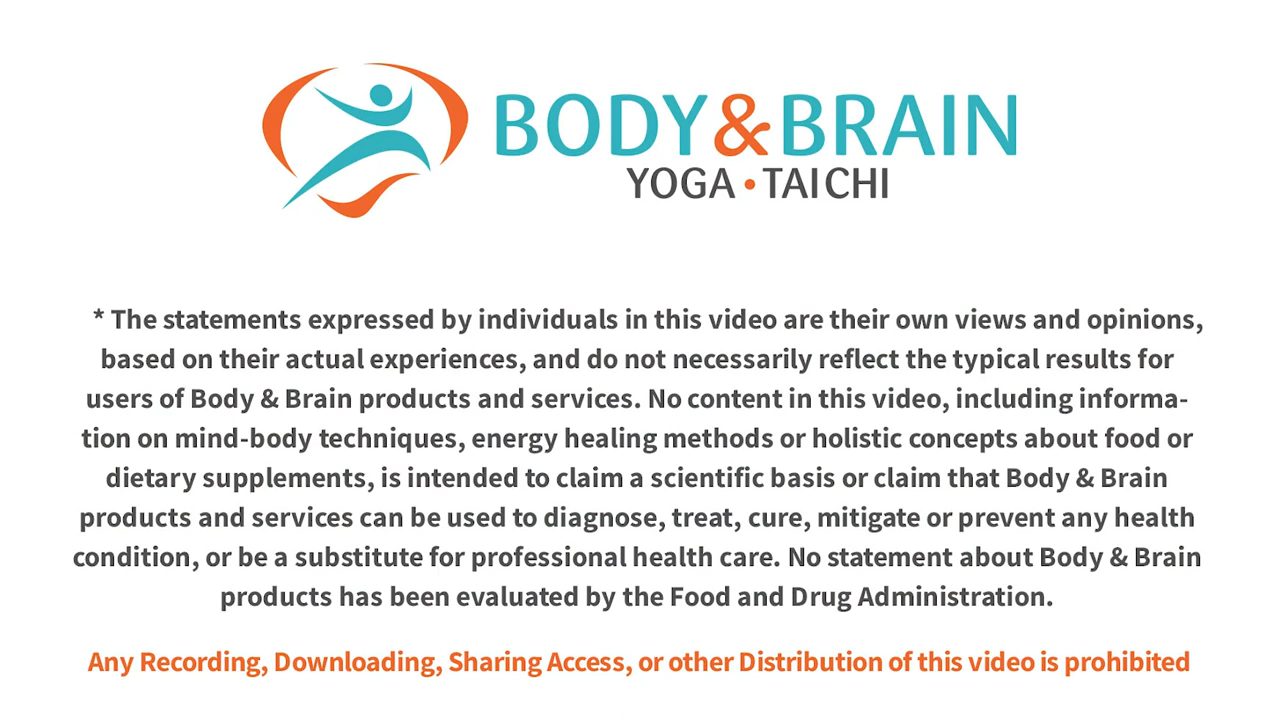 BODY&BRAIN
YOGA • TAI CHI
* The statements expressed by individuals in this video are their own views and opinions,
based on their actual experiences, and do not necessarily reflect the typical results for
users of Body & Brain products and services. No content in this video, including informa-
tion on mind-body techniques, energy healing methods or holistic concepts about food or
dietary supplements, is intended to claim a scientific basis or claim that Body & Brain
products and services can be used to diagnose, treat, cure, mitigate or prevent any health
condition, or be a substitute for professional health care. No statement about Body & Brain
products has been evaluated by the Food and Drug Administration.
Any Recording, Downloading, Sharing Access, or other Distribution of this video is prohibited